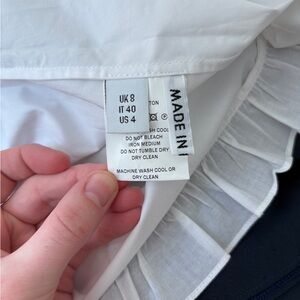 UK 8
IT 40
US 4
TON
MADE IN
SH COOL
DO NOT BLEACH
IRON MEDIUM
DO NOT TUMBLE DRY
DRY CLEAN
MACHINE WASH COOL OR
DRY CLEAN